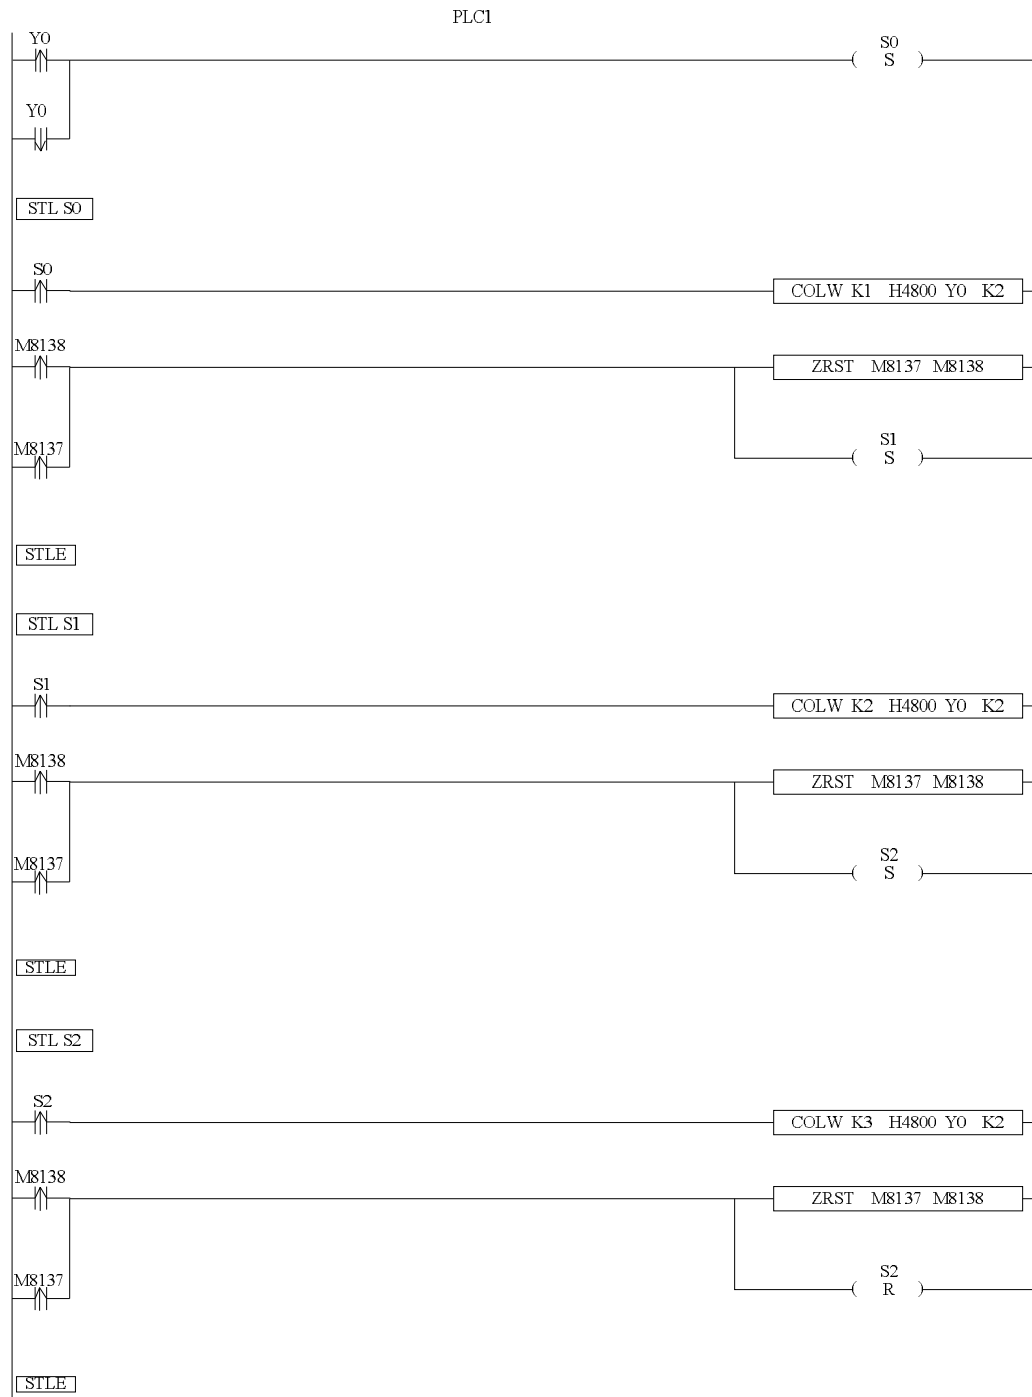 PLC1
Y0
S0
S
Y0
STL S0
S0
COLW K1 H4800 Y0 K2
M8138
ZRST M8137 M8138
M8137
S1
S
STLE
STL S1
S1
COLW K2 H4800 Y0 K2
M8138
ZRST M8137 M8138
M8137
S2
S
STLE
STL S2
S2
COLW K3 H4800 Y0 K2
M8138
ZRST M8137 M8138
M8137
S2
R
STLE